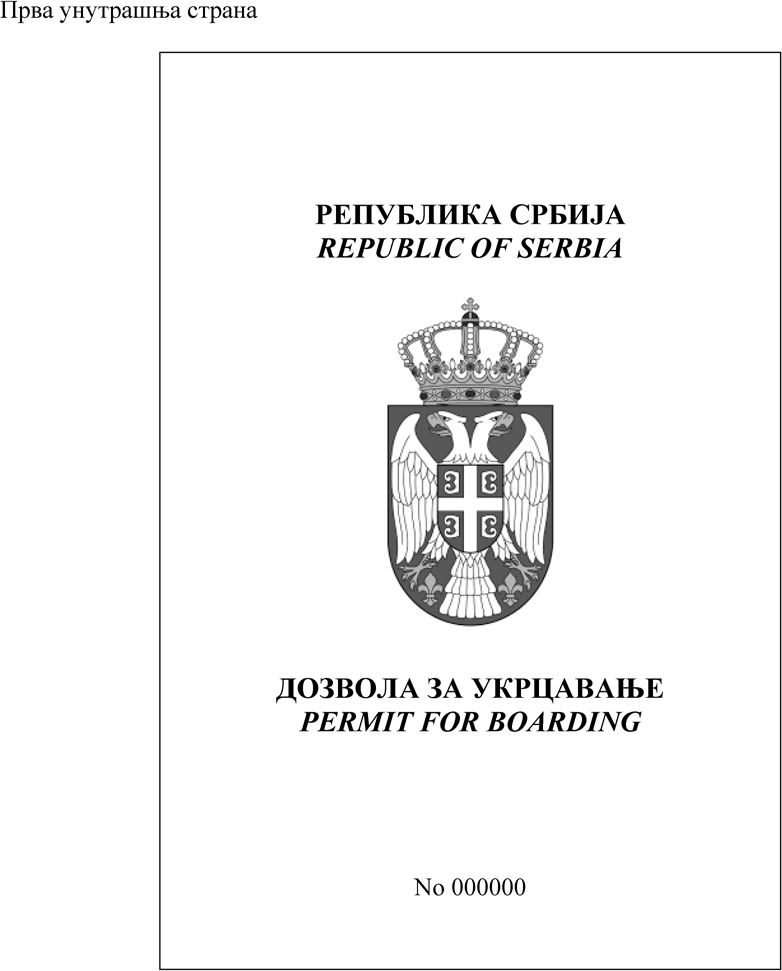 Прва унутрашња страна
РЕПУБЛИКА СРБИЈА
REPUBLIC OF SERBIA
ДОЗВОЛА ЗА УКРЦАВАЊЕ
PERMIT FOR BOARDING
No 000000